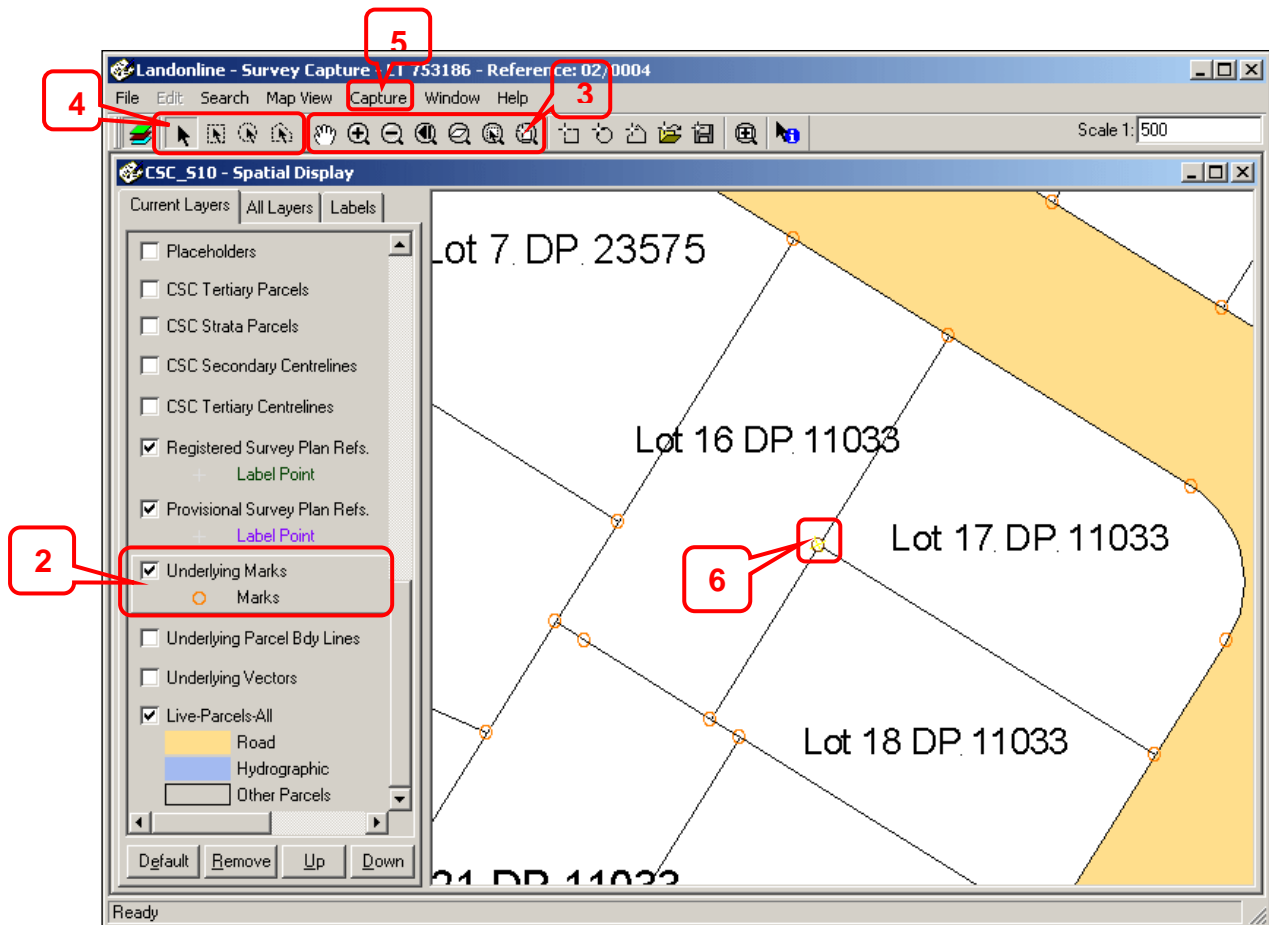 5
Landonline - Survey Capture - LT 753186 - Reference: 02/0004
4
File Edit Search Map View Capture Window Help
3
Scale 1: 500
CSC_S10 - Spatial Display
Current Layers All Layers Labels
Placeholders
CSC Tertiary Parcels
CSC Strata Parcels
CSC Secondary Centrelines
CSC Tertiary Centrelines
Registered Survey Plan Refs.
Label Point
Provisional Survey Plan Refs.
Label Point
2
Underlying Marks
Marks
Underlying Parcel Bdy Lines
Underlying Vectors
Live-Parcels-All
Road
Hydrographic
Other Parcels
Default Remove Up Down
Lot 7 DP 23575
Lot 16 DP 11033
Lot 17 DP 11033
6
Lot 18 DP 11033
21 DP 11033
Ready